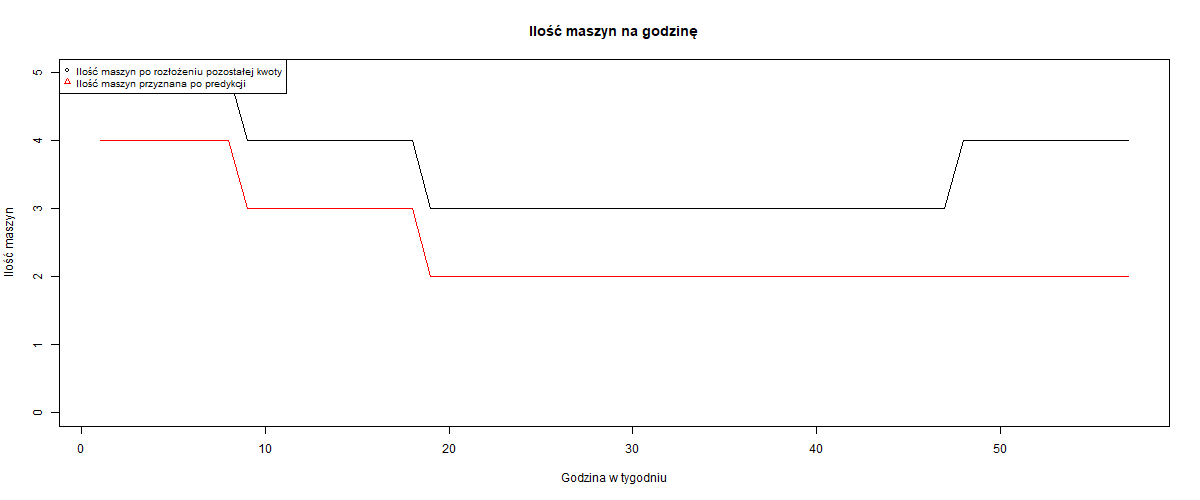 Ilość maszyn na godzinę
Ilość maszyn po rozłożeniu pozostałej kwoty
Ilość maszyn przyznana po predykcji
5
4
3
2
1
0
Ilość maszyn
0 10 20 30 40 50
Godzina w tygodniu